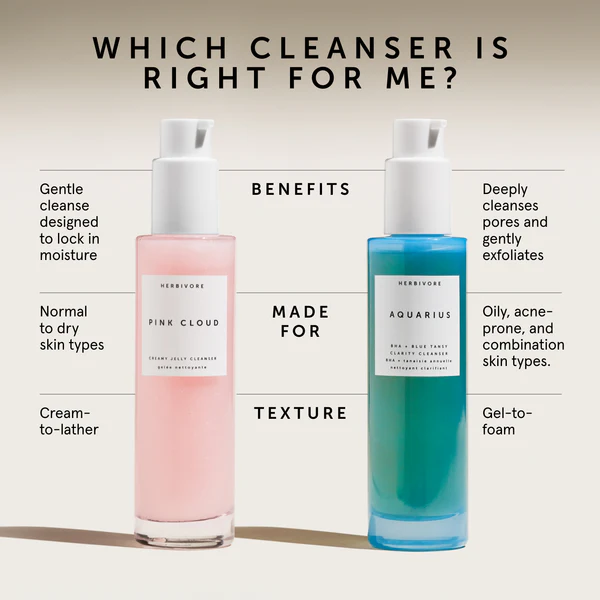 WHICH CLEANSER IS
RIGHT FOR ME?
Gentle
cleanse
designed
to lock in
moisture
BENEFITS
Deeply
cleanses
pores and
gently
exfoliates
Normal
to dry
skin types
MADE
FOR
Oily, acne-
prone, and
combination
skin types.
Cream-
to-lather
TEXTURE
Gel-to-
foam
HERBIVORE
PINK CLOUD
CREAMY JELLY CLEANSER
gelée nettoyante
HERBIVORE
AQUARIUS
BHA + BLUE TANSY
CLARITY CLEANSER
BHA + tanaisie annuelle
nettoyant clarifiant